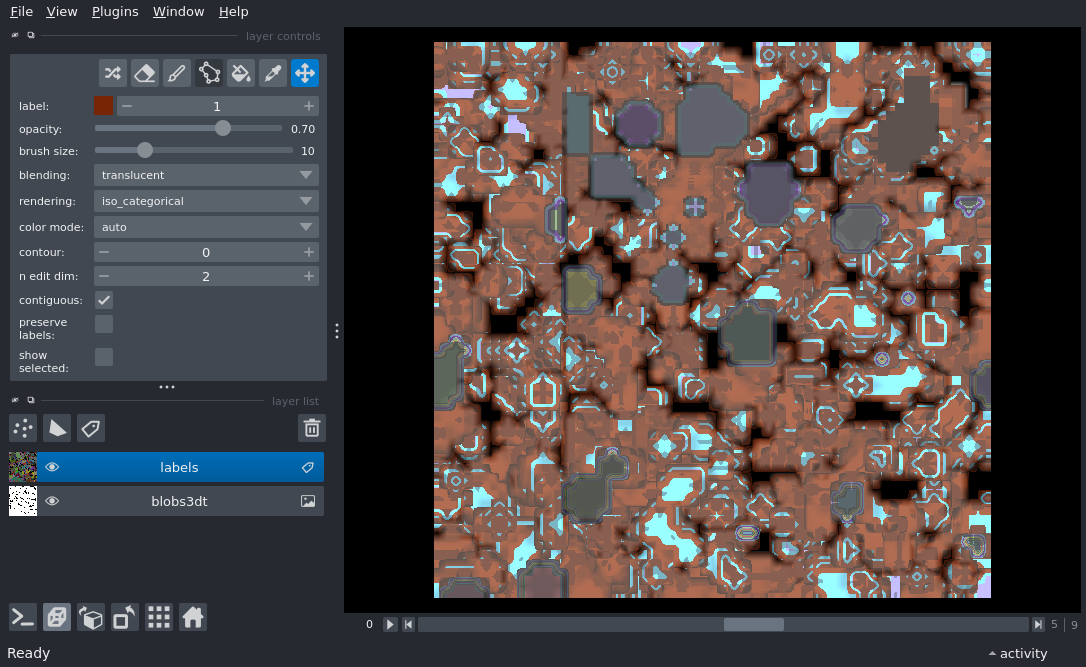 File View Plugins Window Help
layer controls
label: 1
opacity: 0.70
brush size: 10
blending: translucent
rendering: iso_categorical
color mode: auto
contour: 0
n edit dim: 2
contiguous:
preserve
labels:
show
selected:
layer list
labels
blobs3dt
0 5 | 9
Ready activity